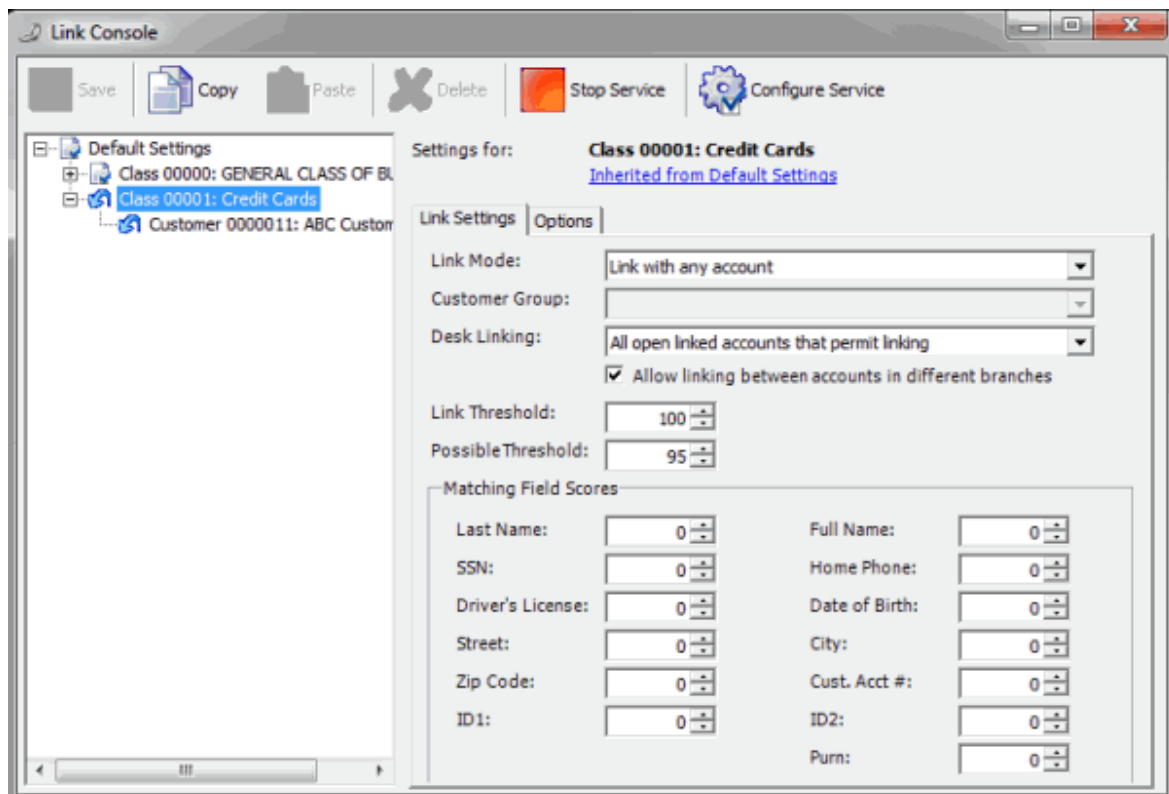 Link Console
Save
Copy
Paste
Delete
Stop Service
Configure Service
Default Settings
Class 00000: GENERAL CLASS OF BU
Class 00001: Credit Cards
Customer 0000011: ABC Custom
Settings for: Class 00001: Credit Cards
Inherited from Default Settings
Link Settings
Options
Link Mode: Link with any account
Customer Group:
Desk Linking: All open linked accounts that permit linking
Allow linking between accounts in different branches
Link Threshold: 100
PossibleThreshold: 95
Matching Field Scores
Last Name: 0 Full Name: 0
SSN: 0 Home Phone: 0
Driver's License: 0 Date of Birth: 0
Street: 0 City: 0
Zip Code: 0 Cust. Acct #: 0
ID1: 0 ID2: 0
Purn: 0